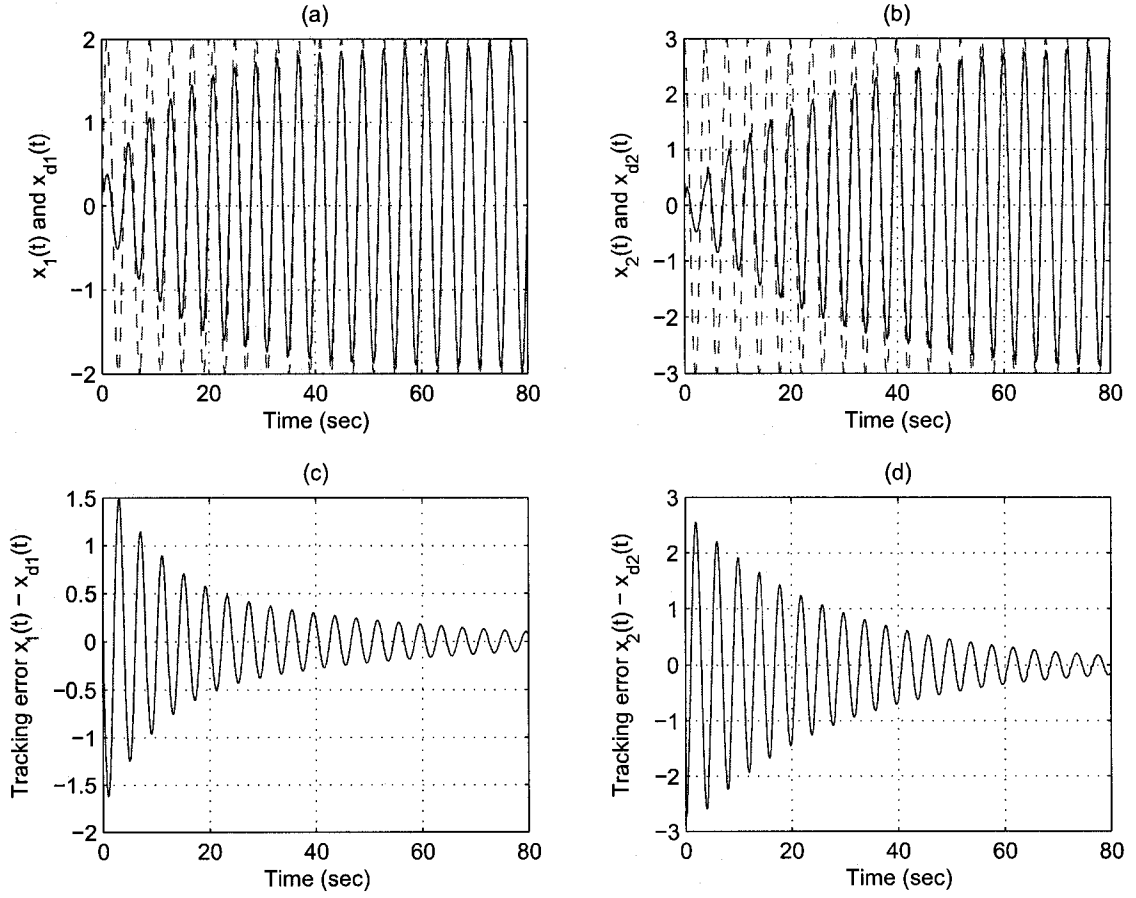 (a)
2
1
0
−1
−2
0 20 40 60 80
x1(t) and xd1(t)
Time (sec)
(b)
3
2
1
0
−1
−2
−3
0 20 40 60 80
x2(t) and xd2(t)
Time (sec)
(c)
1.5
1
0.5
0
−0.5
−1
−1.5
−2
0 20 40 60 80
Tracking error x1(t) − xd1(t)
Time (sec)
(d)
3
2
1
0
−1
−2
−3
0 20 40 60 80
Tracking error x2(t) − xd2(t)
Time (sec)